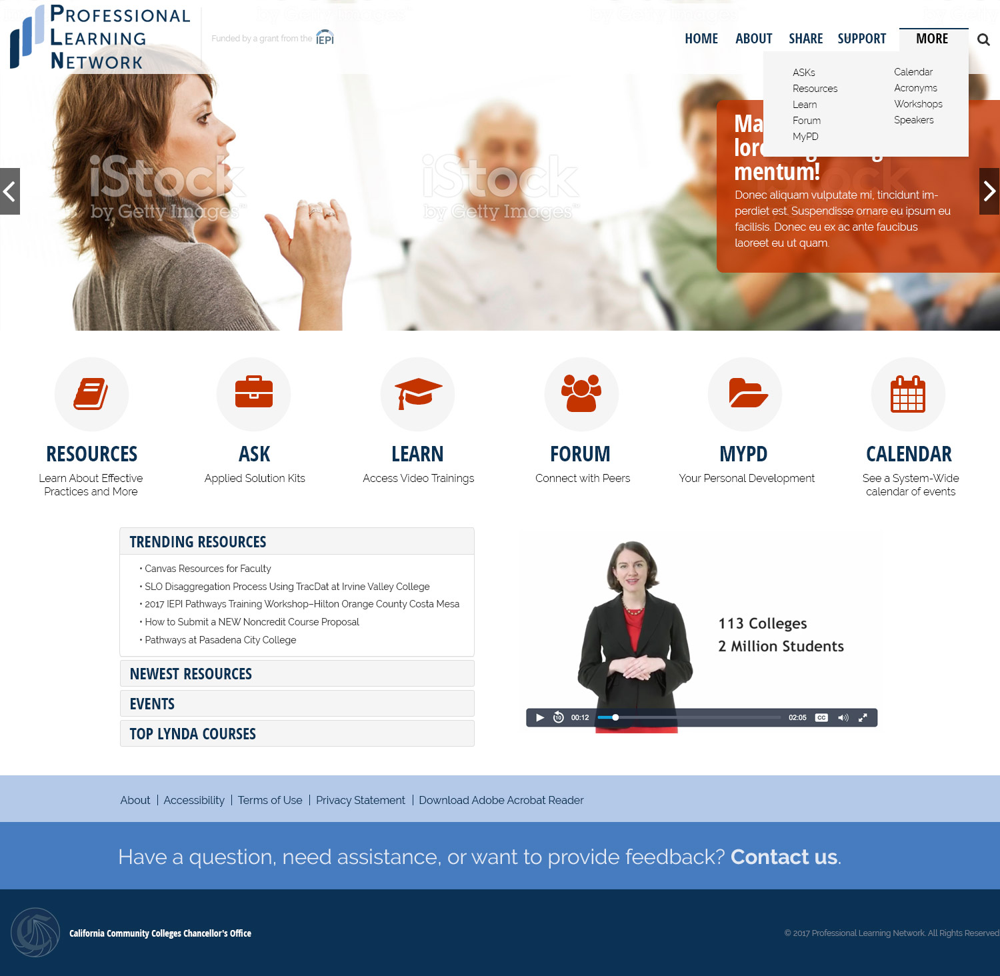 PROFESSIONAL
LEARNING
NETWORK
Funded by a grant from the IEPI
HOME ABOUT SHARE SUPPORT MORE
ASKs
Resources
Learn
Forum
MyPD
Calendar
Acronyms
Workshops
Speakers
mentum!
Donec aliquam vulputate mi, tincidunt im-
perdiet est. Suspendisse ornare eu ipsum eu
facilisis. Donec eu ex ac ante faucibus
laoreet eu ut quam.
iStock
by Getty Images™
iStock
by Getty Images™
RESOURCES
Learn About Effective
Practices and More
ASK
Applied Solution Kits
LEARN
Access Video Trainings
FORUM
Connect with Peers
MYPD
Your Personal Development
CALENDAR
See a System-Wide
calendar of events
TRENDING RESOURCES
• Canvas Resources for Faculty
• SLO Disaggregation Process Using TracDat at Irvine Valley College
• 2017 IEPI Pathways Training Workshop–Hilton Orange County Costa Mesa
• How to Submit a NEW Noncredit Course Proposal
• Pathways at Pasadena City College
NEWEST RESOURCES
EVENTS
TOP LYNDA COURSES
113 Colleges
2 Million Students
10 00:12 02:05 CC
About | Accessibility | Terms of Use | Privacy Statement | Download Adobe Acrobat Reader
Have a question, need assistance, or want to provide feedback? Contact us.
California Community Colleges Chancellor's Office
© 2017 Professional Learning Network. All Rights Reserved